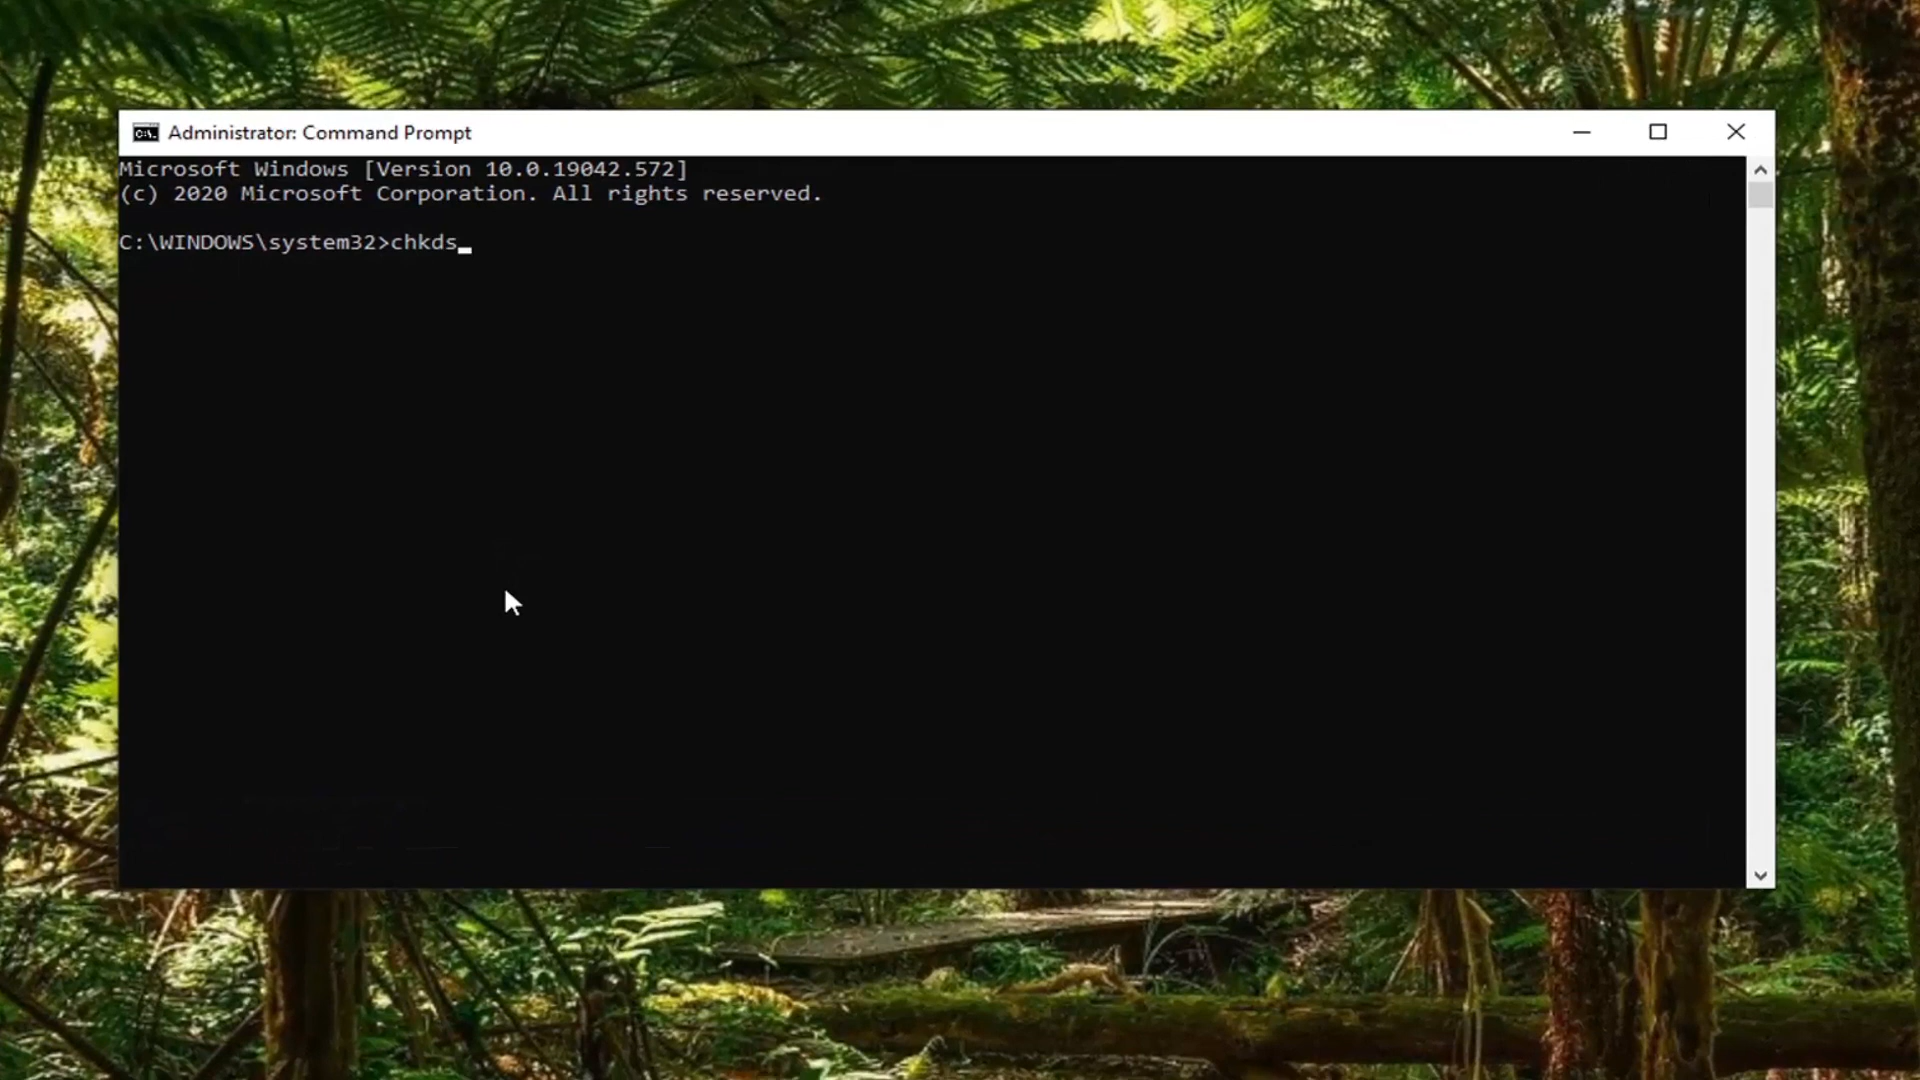 Administrator: Command Prompt
Microsoft Windows [Version 10.0.19042.572]
(c) 2020 Microsoft Corporation. All rights reserved.
C:\WINDOWS\system32>chkds